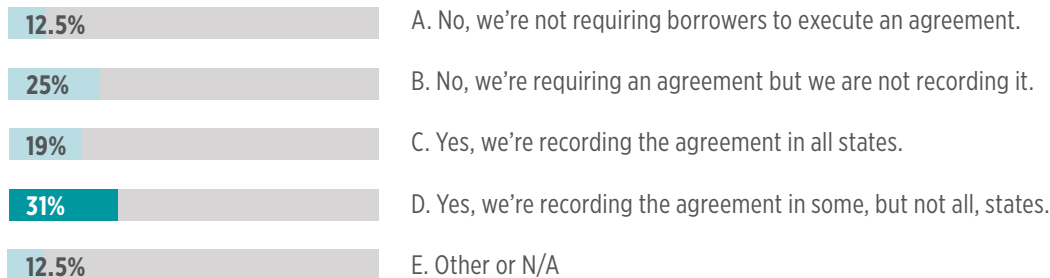 12.5% A. No, we're not requiring borrowers to execute an agreement.
25% B. No, we're requiring an agreement but we are not recording it.
19% C. Yes, we're recording the agreement in all states.
31% D. Yes, we're recording the agreement in some, but not all, states.
12.5% E. Other or N/A